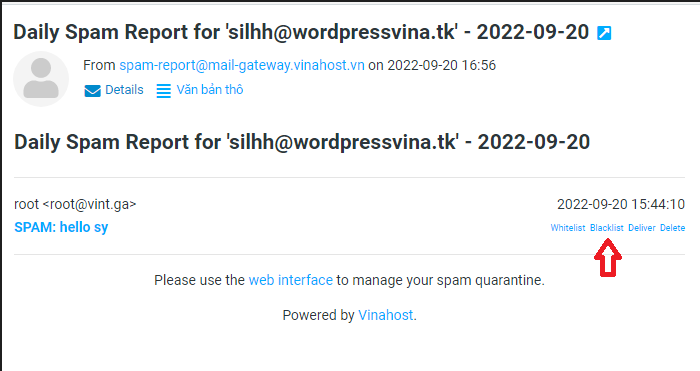 Daily Spam Report for 'silhh@wordpressvina.tk' - 2022-09-20
From spam-report@mail-gateway.vinahost.vn on 2022-09-20 16:56
Details Văn bản thô
Daily Spam Report for 'silhh@wordpressvina.tk' - 2022-09-20
root <root@vint.ga> 2022-09-20 15:44:10
SPAM: hello sy Whitelist Blacklist Deliver Delete
Please use the web interface to manage your spam quarantine.
Powered by Vinahost.